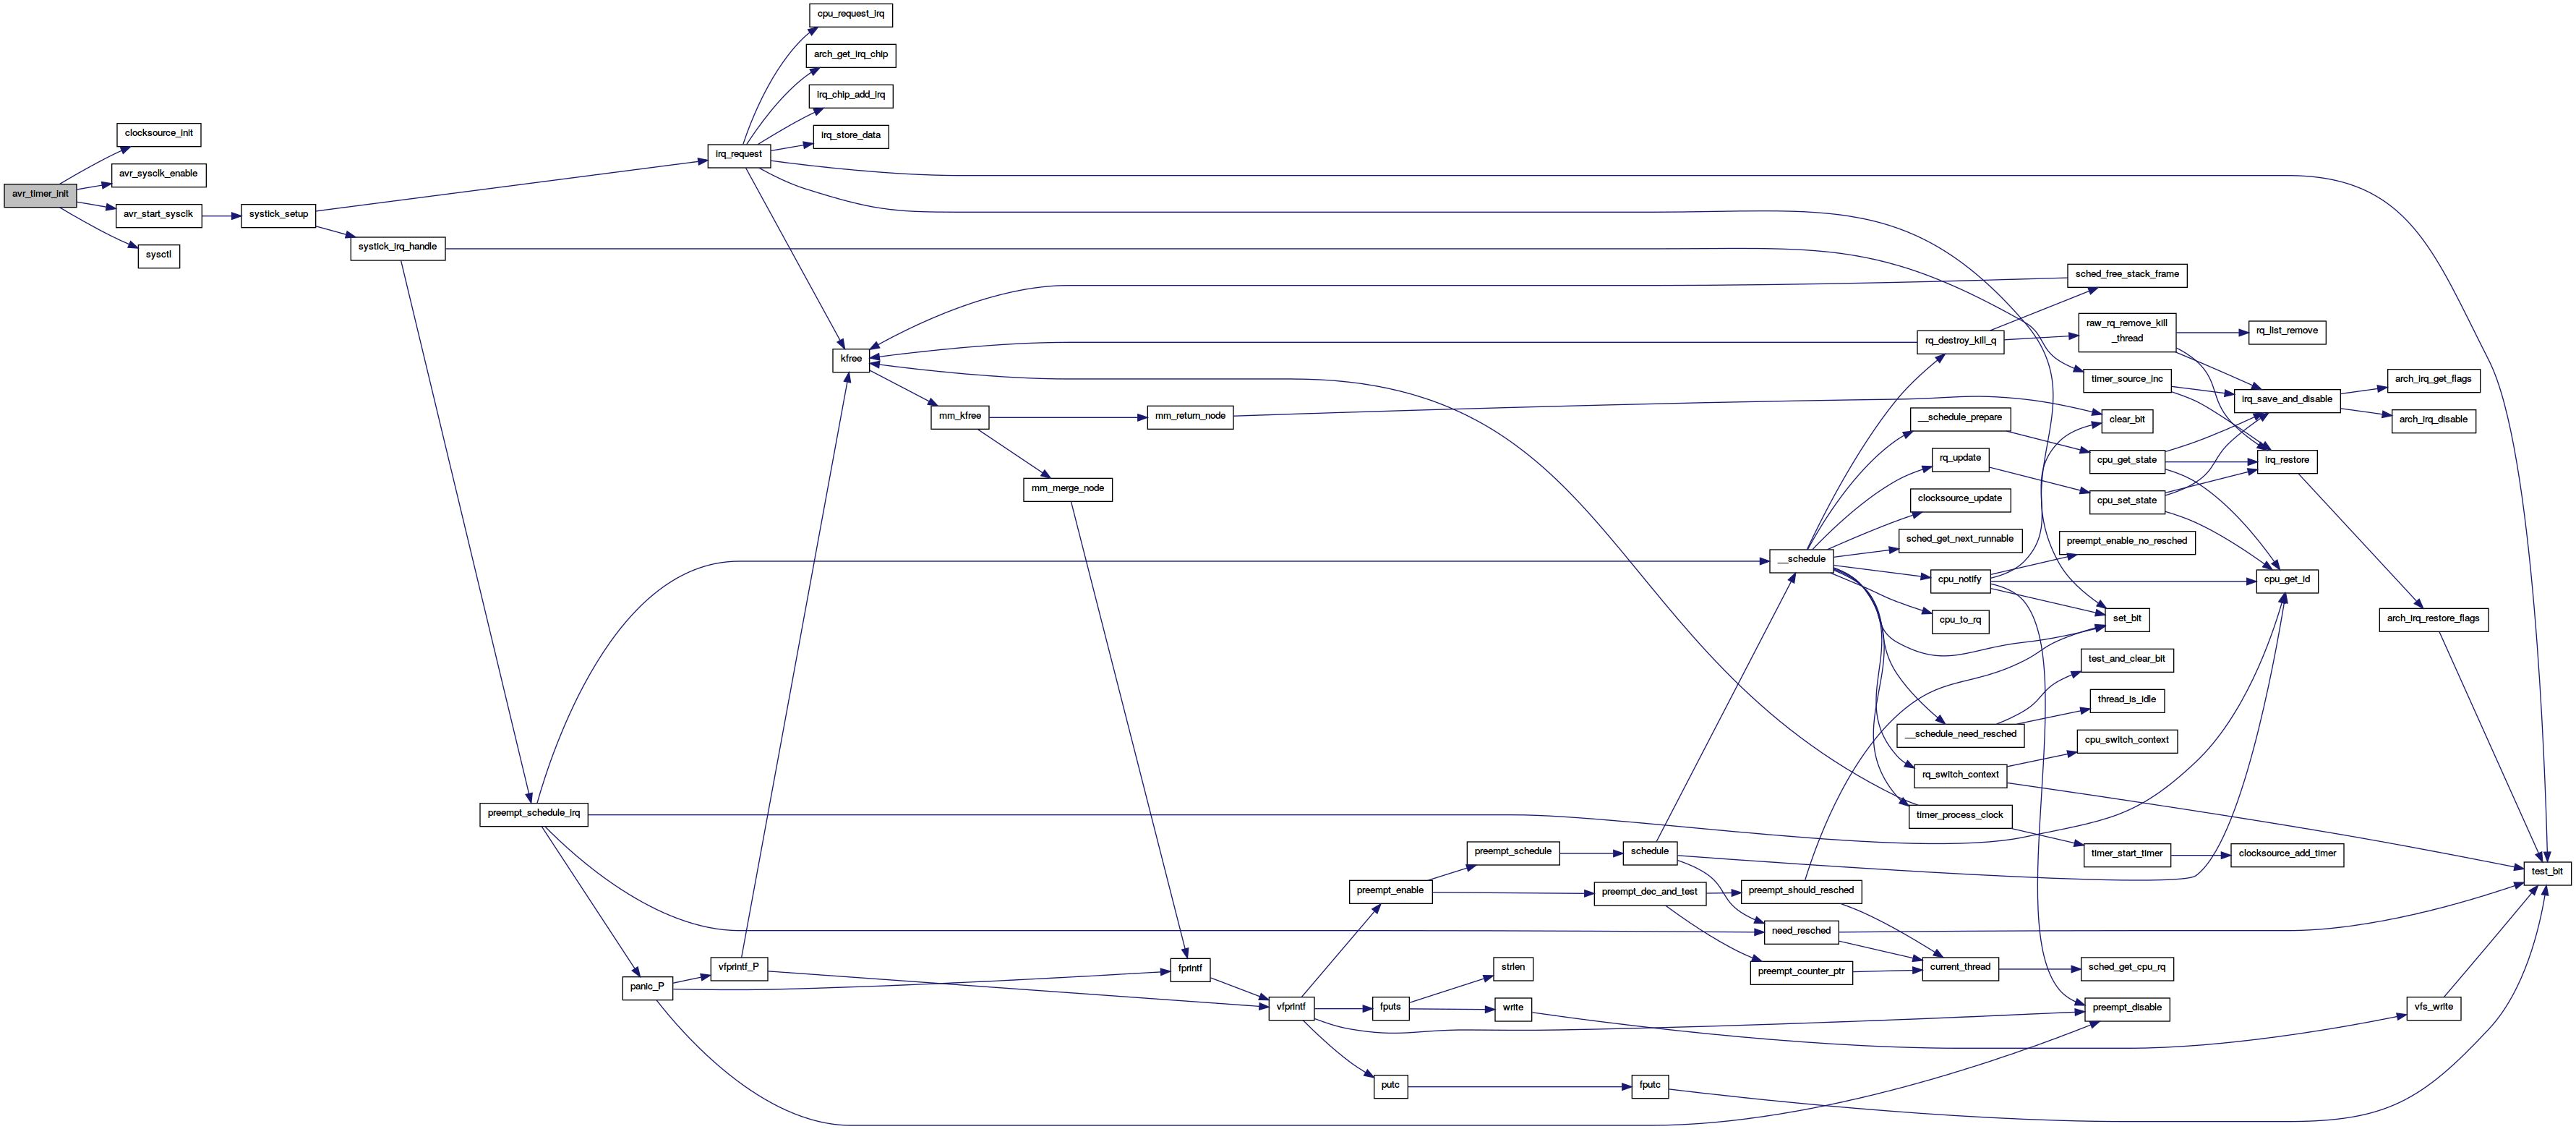 avr_timer_init
clocksource_init
avr_sysclk_enable
avr_start_sysclk
sysctl
systick_setup
systick_irq_handle
preempt_schedule_irq
panic_P
irq_request
vfprintf_P
cpu_request_irq
arch_get_irq_chip
irq_chip_add_irq
irq_store_data
kfree
mm_kfree
mm_merge_node
mm_return_node
fprintf
vfprintf
preempt_enable
fputs
putc
preempt_schedule
strlen
write
schedule
preempt_dec_and_test
fputc
__schedule
preempt_should_resched
need_resched
preempt_counter_ptr
rq_destroy_kill_q
__schedule_prepare
rq_update
clocksource_update
sched_get_next_runnable
cpu_notify
cpu_to_rq
__schedule_need_resched
rq_switch_context
timer_process_clock
current_thread
sched_free_stack_frame
raw_rq_remove_kill
_thread
timer_source_inc
clear_bit
cpu_get_state
cpu_set_state
preempt_enable_no_resched
set_bit
test_and_clear_bit
thread_is_idle
cpu_switch_context
timer_start_timer
sched_get_cpu_rq
preempt_disable
rq_list_remove
irq_save_and_disable
irq_restore
cpu_get_id
clocksource_add_timer
arch_irq_get_flags
arch_irq_disable
arch_irq_restore_flags
vfs_write
test_bit